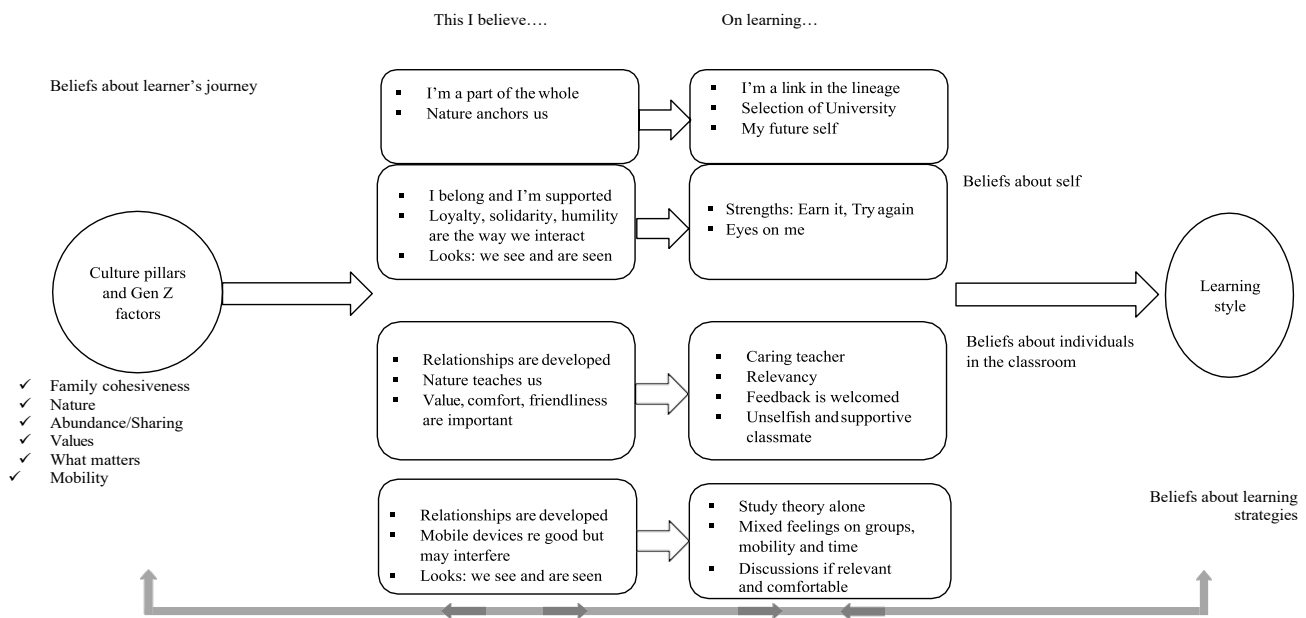 This I believe….
On learning…
Beliefs about learner’s journey
I’m a part of the whole
Nature anchors us
I’m a link in the lineage
Selection of University
My future self
I belong and I’m supported
Loyalty, solidarity, humility
are the way we interact
Looks: we see and are seen
Strengths: Earn it, Try again
Eyes on me
Beliefs about self
Culture pillars
and Gen Z
factors
Learning
style
Relationships are developed
Nature teaches us
Value, comfort, friendliness
are important
Caring teacher
Relevancy
Feedback is welcomed
Unselfish and supportive
classmate
Beliefs about individuals
in the classroom
Family cohesiveness
Nature
Abundance/Sharing
Values
What matters
Mobility
Relationships are developed
Mobile devices re good but
may interfere
Looks: we see and are seen
Study theory alone
Mixed feelings on groups,
mobility and time
Discussions if relevant
and comfortable
Beliefs about learning
strategies